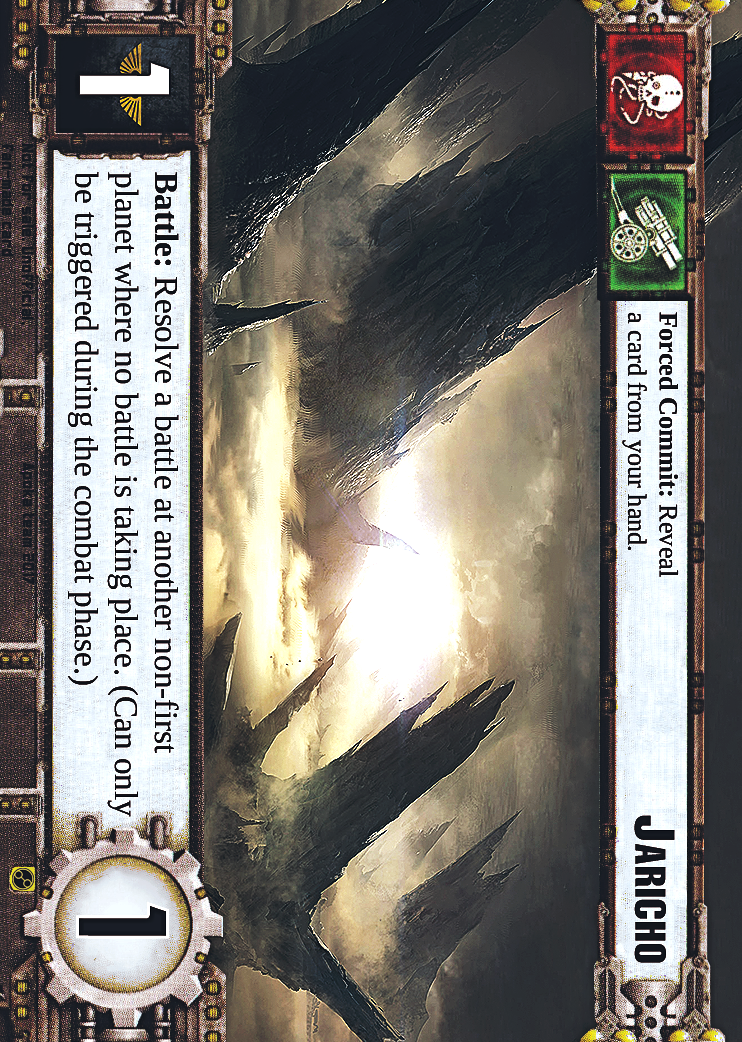 JARICHO
Forced Commit: Reveal
a card from your hand.
1
Battle: Resolve a battle at another non-first
planet where no battle is taking place. (Can only
be triggered during the combat phase.)
1